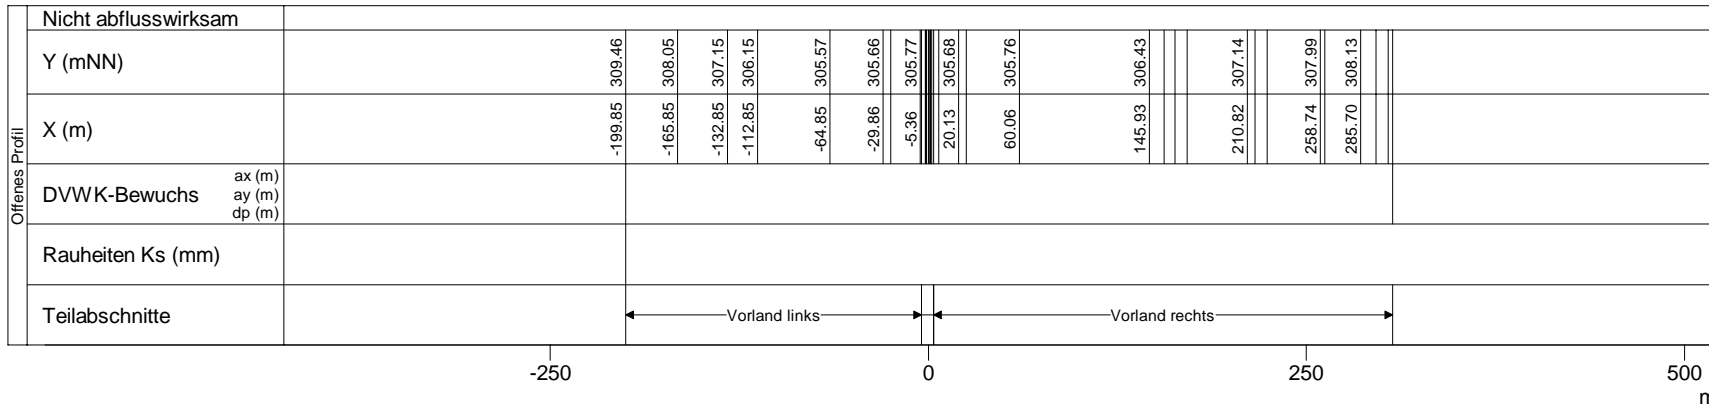 Offenes Profil
Nicht abflusswirksam
Y (mNN)
309.46 308.05 307.15 306.15 305.57 305.66 305.77 305.68 305.76 306.43 307.14 307.99 308.13
X (m)
-199.85 -165.85 -132.85 -112.85 -64.85 -29.86 -5.36 20.13 60.06 145.93 210.82 258.74 285.70
DVWK-Bewuchs
ax (m)
ay (m)
dp (m)
Rauheiten Ks (mm)
Teilabschnitte
Vorland links Vorland rechts
-250 0 250 500